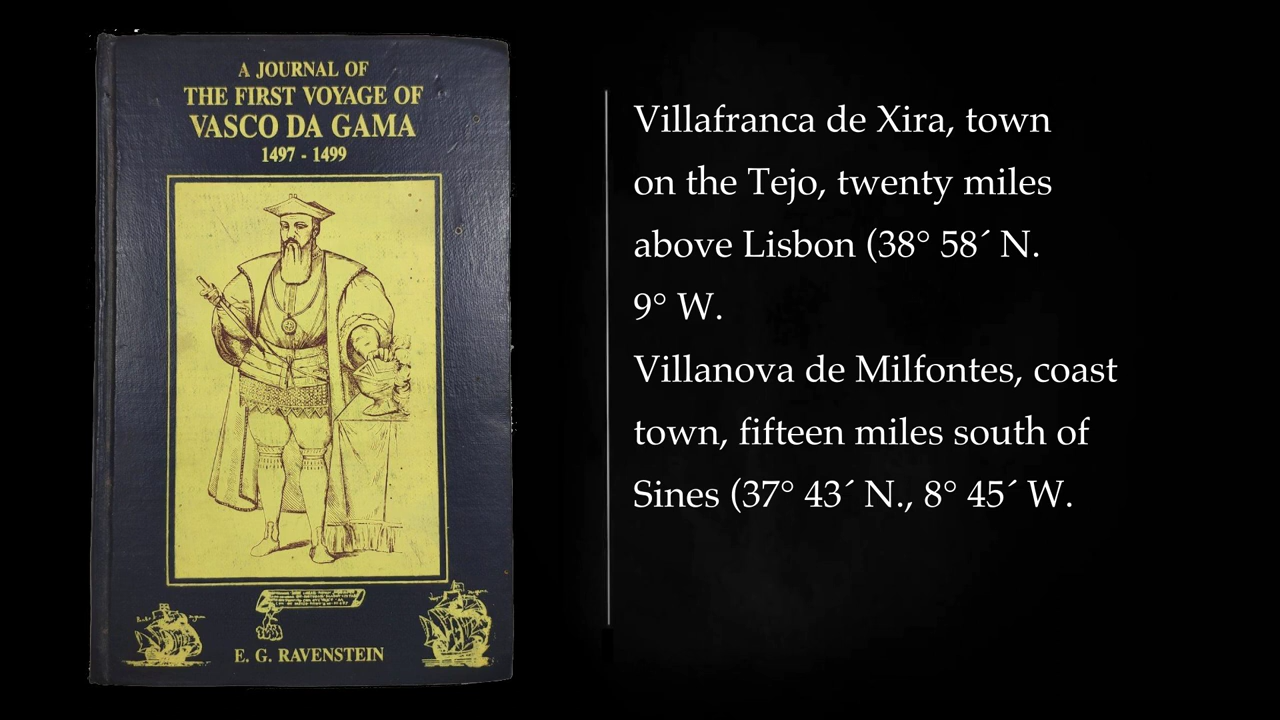 A JOURNAL OF
THE FIRST VOYAGE OF
VASCO DA GAMA
1497 - 1499
E. G. RAVENSTEIN
Villafranca de Xira, town
on the Tejo, twenty miles
above Lisbon (38° 58´ N.
9° W.
Villanova de Milfontes, coast
town, fifteen miles south of
Sines (37° 43´ N., 8° 45´ W.